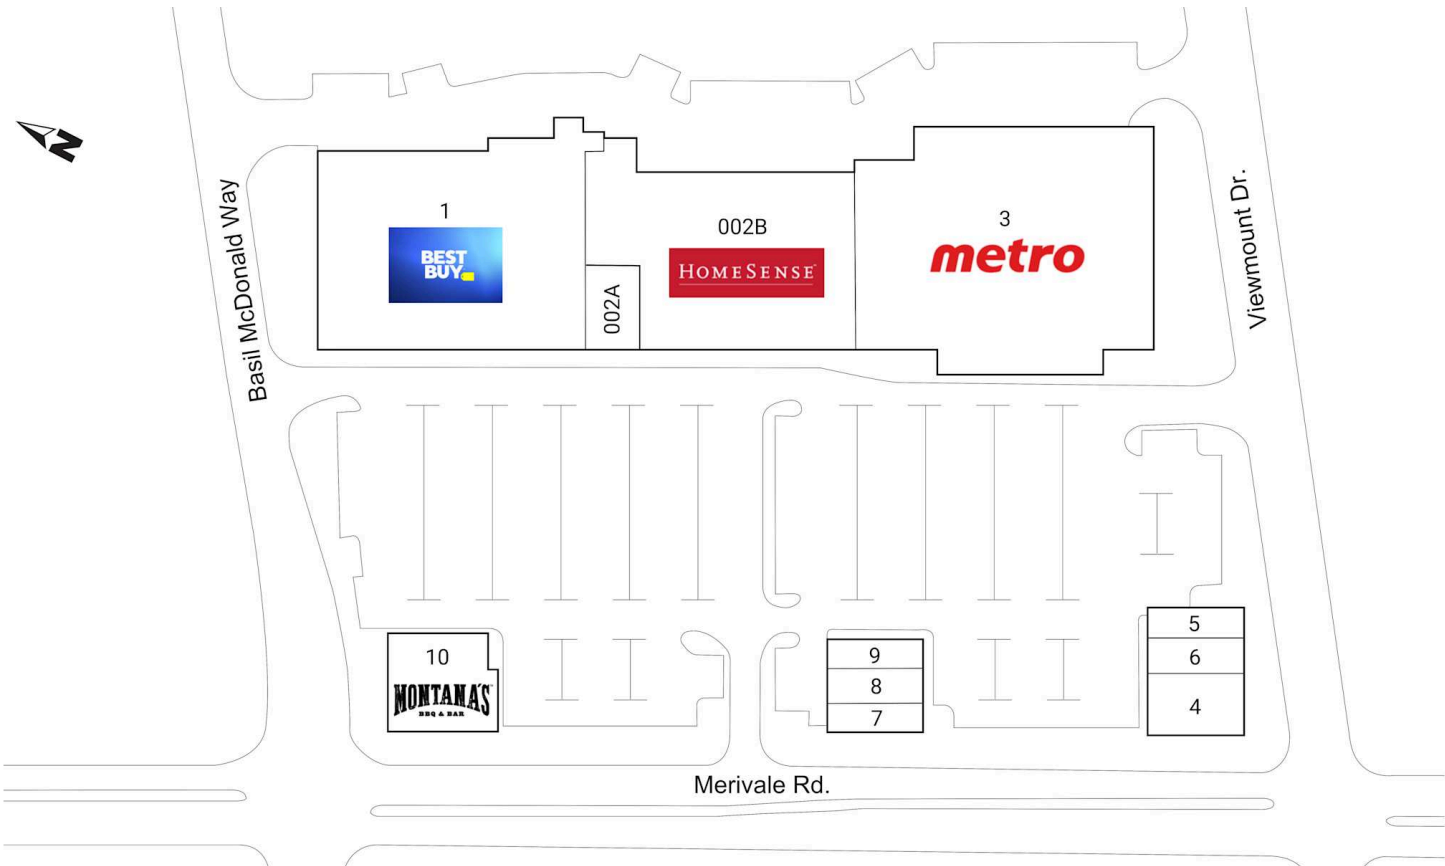 N
Basil McDonald Way
1
BEST
BUY
002A
002B
HOMESENSE
3
metro
Viewmount Dr.
10
MONTANA'S
BBQ & BAR
9
8
7
5
6
4
Merivale Rd.